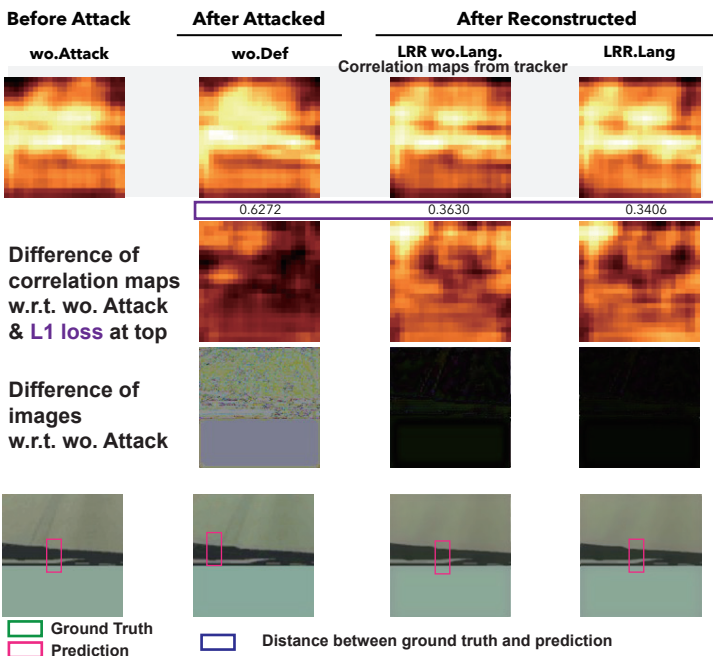 Before Attack
After Attacked
After Reconstructed
wo.Attack
wo.Def
LRR wo.Lang.
LRR.Lang
Correlation maps from tracker
0.6272
0.3630
0.3406
Difference of
correlation maps
w.r.t. wo. Attack
& L1 loss at top
Difference of
images
w.r.t. wo. Attack
Ground Truth
Prediction
Distance between ground truth and prediction